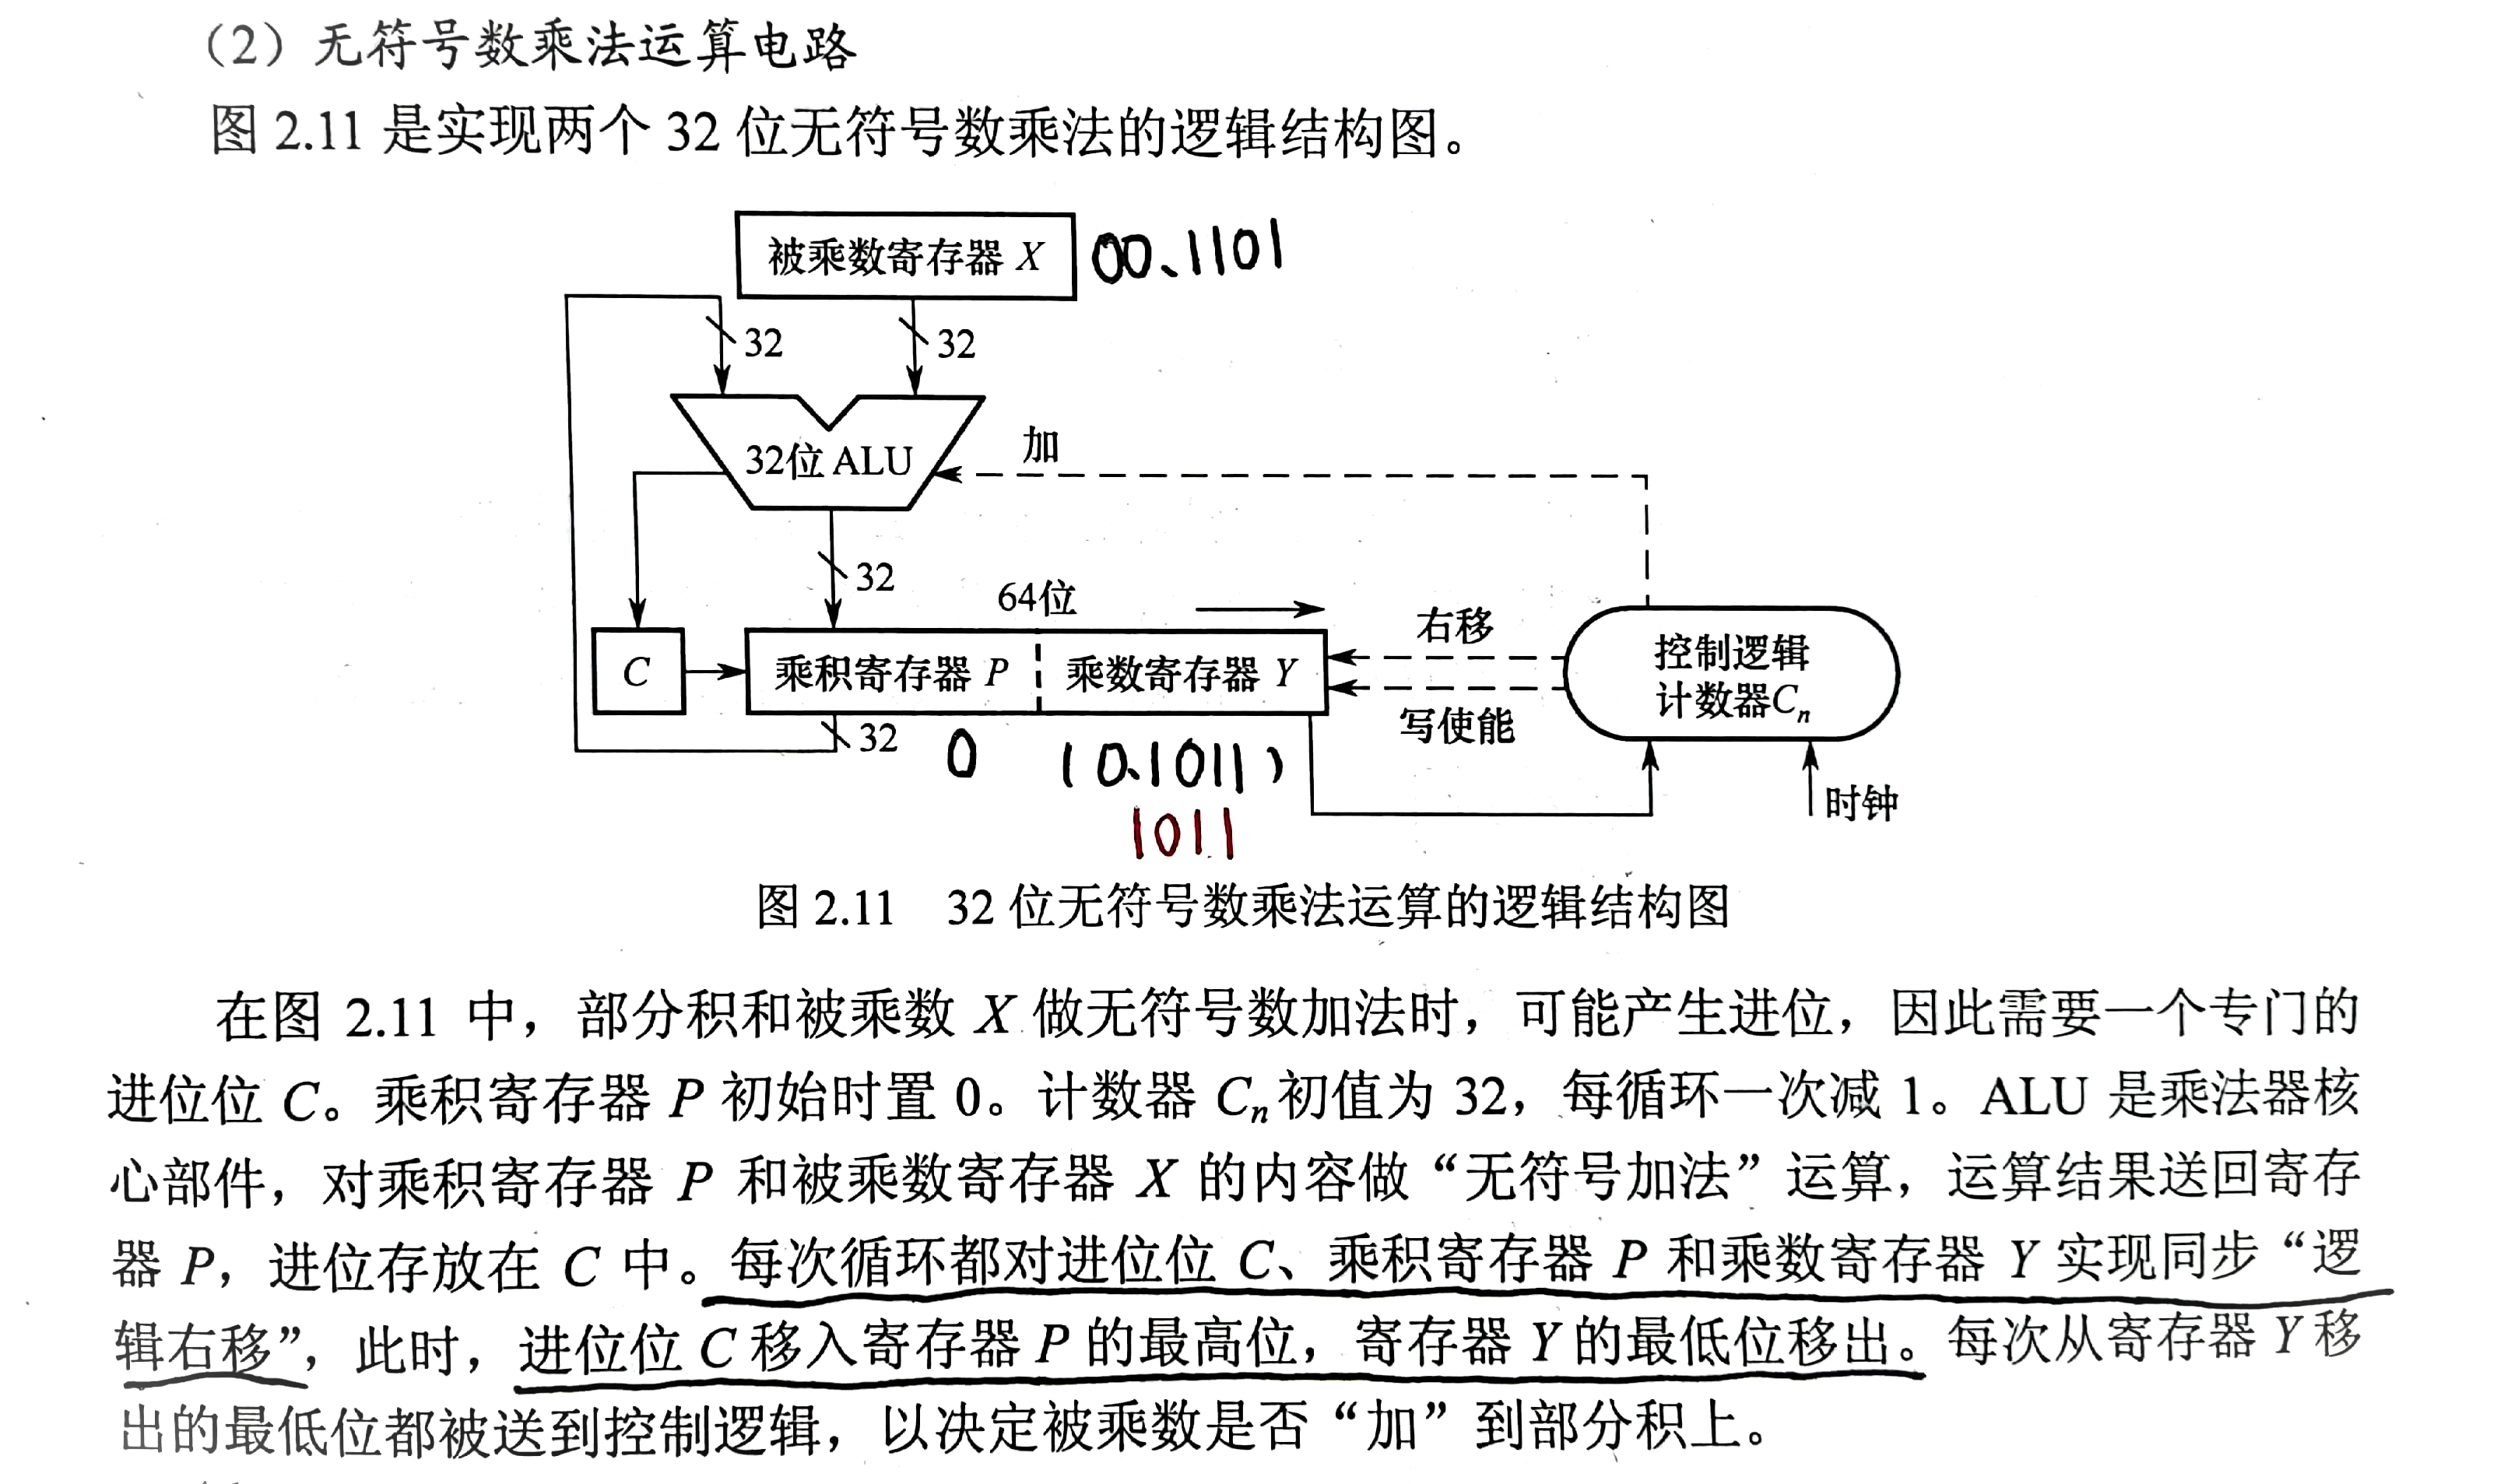 （2）无符号数乘法运算电路
图 2.11 是实现两个 32 位无符号数乘法的逻辑结构图。
被乘数寄存器 X
00.1101
32
32
32位 ALU
加
32
64位
C
乘积寄存器 P
乘数寄存器 Y
右移
写使能
控制逻辑
计数器Cn
32
0
(0.1011)
1011
时钟
图 2.11 32 位无符号数乘法运算的逻辑结构图
在图 2.11 中，部分积和被乘数 X 做无符号数加法时，可能产生进位，因此需要一个专门的
进位位 C。乘积寄存器 P 初始时置 0。计数器 Cn初值为 32，每循环一次减 1。ALU 是乘法器核
心部件，对乘积寄存器 P 和被乘数寄存器 X 的内容做“无符号加法”运算，运算结果送回寄存
器 P，进位存放在 C 中。每次循环都对进位位 C、乘积寄存器 P 和乘数寄存器 Y 实现同步“逻
辑右移”，此时，进位位 C 移入寄存器 P 的最高位，寄存器 Y 的最低位移出。每次从寄存器 Y 移
出的最低位都被送到控制逻辑，以决定被乘数是否“加”到部分积上。